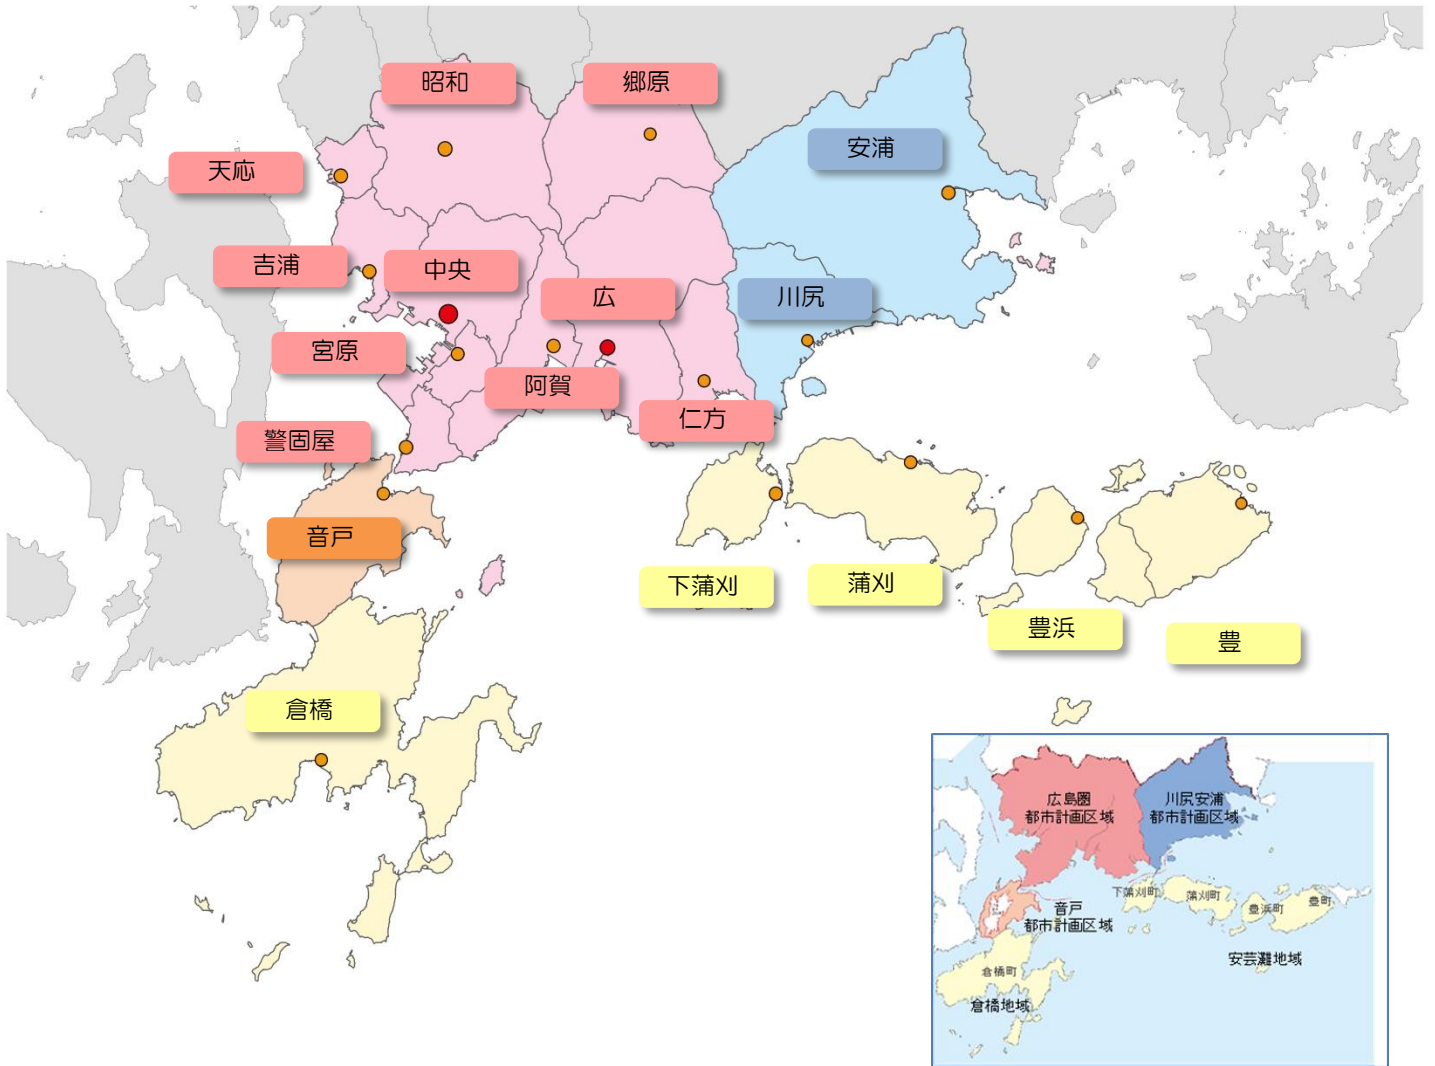 昭和
郷原
安浦
天応
吉浦
中央
広
川尻
宮原
阿賀
仁方
警固屋
音戸
下蒲刈
蒲刈
豊浜
豊
倉橋
広島圏
都市計画区域
川尻安浦
都市計画区域
下蒲刈町
蒲刈町
豊浜町
豊町
音戸
都市計画区域
安芸灘地域
倉橋町
倉橋地域